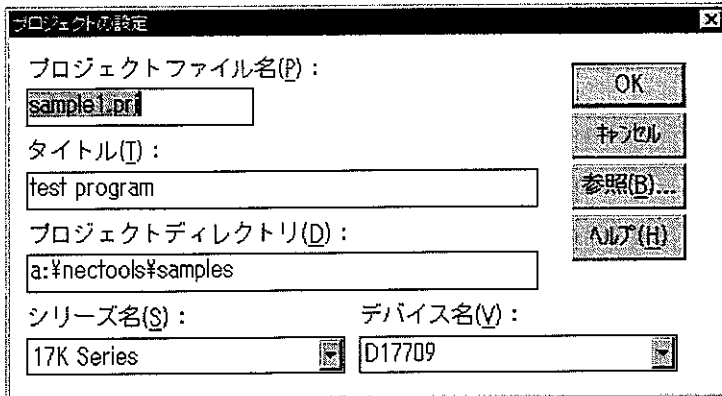 プロジェクトの設定
プロジェクトファイル名(P)：
sample1.prj
タイトル(T)：
test program
プロジェクトディレクトリ(D)：
a:¥nectools¥samples
シリーズ名(S)：
17K Series
デバイス名(V)：
D17709
OK
キャンセル
参照(B)...
ヘルプ(H)